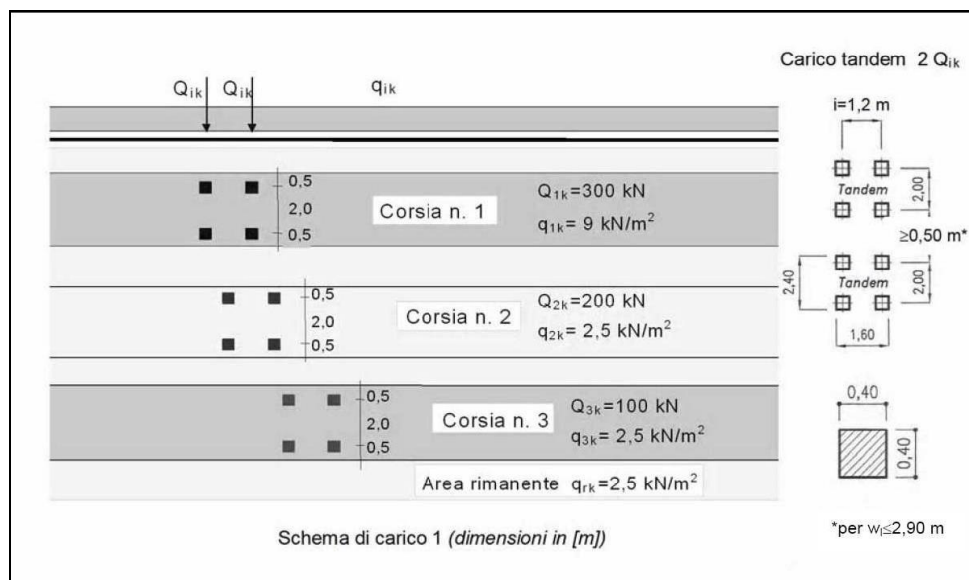 Carico tandem 2 Qik
Qik Qik qik
i=1,2 m
0,5
2,0
0,5
Corsia n. 1
Q1k=300 kN
q1k= 9 kN/m²
Tandem
2,00
≥0,50 m*
0,5
2,0
0,5
Corsia n. 2
Q2k=200 kN
q2k= 2,5 kN/m²
2,40
Tandem
2,00
1,60
0,5
2,0
0,5
Corsia n. 3
Q3k=100 kN
q3k= 2,5 kN/m²
0,40
0,40
Area rimanente qrk=2,5 kN/m²
Schema di carico 1 (dimensioni in [m])
*per wl≤2,90 m